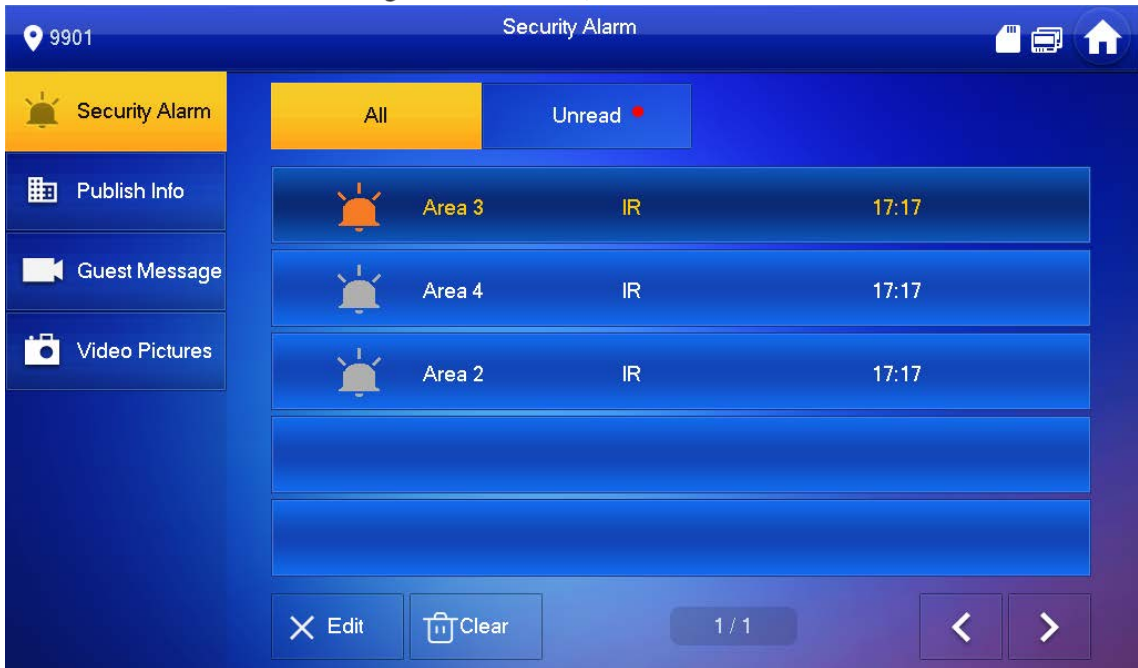 9901
Security Alarm
Security Alarm
Publish Info
Guest Message
Video Pictures
All
Unread
Area 3 IR 17:17
Area 4 IR 17:17
Area 2 IR 17:17
Edit
Clear
1 / 1